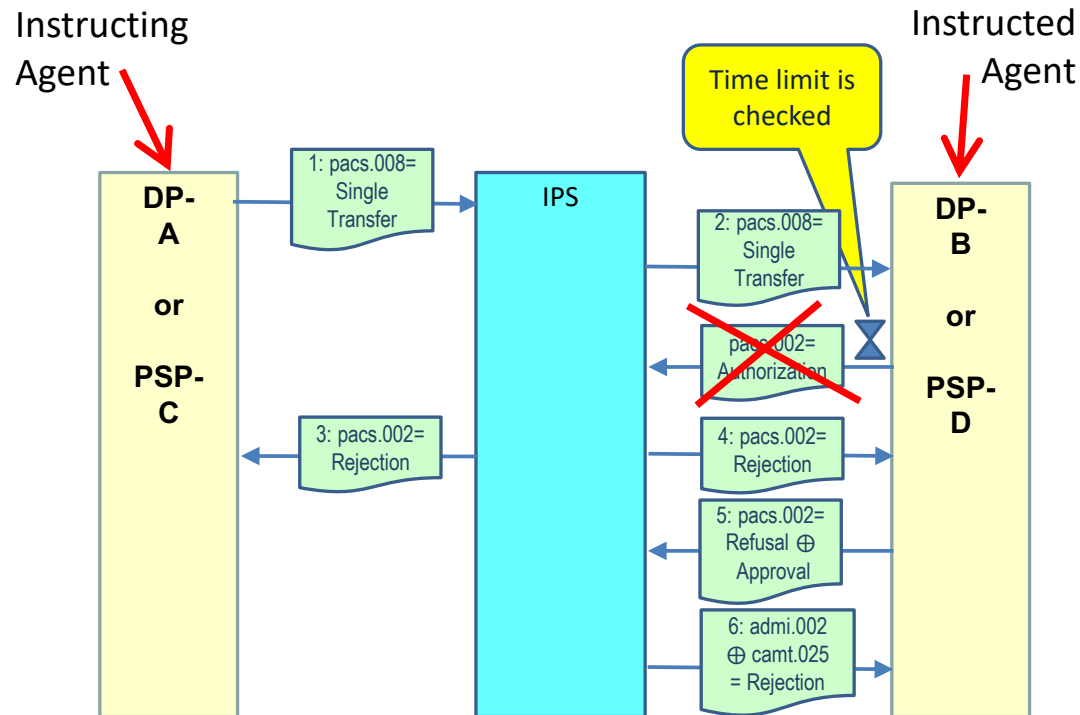 Instructing
Agent
Instructed
Agent
Time limit is
checked
1: pacs.008=
Single
Transfer
DP-
A
or
PSP-
C
IPS
2: pacs.008=
Single
Transfer
DP-
B
or
PSP-
D
pacs.002=
Authorization
3: pacs.002=
Rejection
4: pacs.002=
Rejection
5: pacs.002=
Refusal ⊕
Approval
6: admi.002
⊕ camt.025
= Rejection